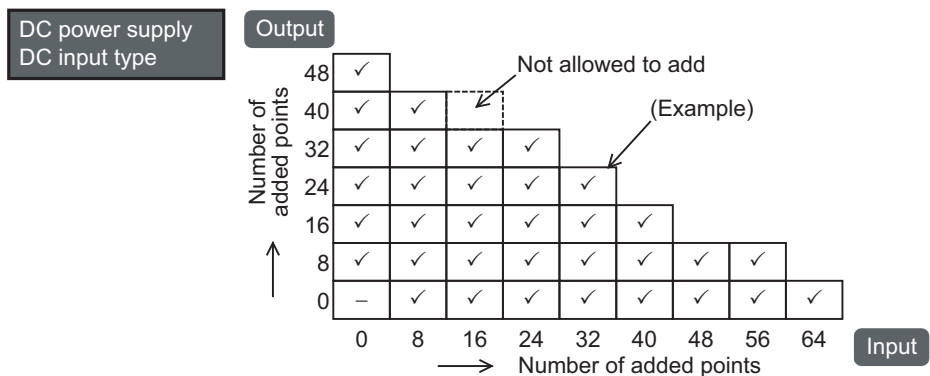 DC power supply
DC input type
Output
Not allowed to add
(Example)
Number of
added points
48 ✓
40 ✓ ✓
32 ✓ ✓ ✓ ✓
24 ✓ ✓ ✓ ✓ ✓
16 ✓ ✓ ✓ ✓ ✓ ✓
8 ✓ ✓ ✓ ✓ ✓ ✓ ✓ ✓
0 – ✓ ✓ ✓ ✓ ✓ ✓ ✓ ✓
0 8 16 24 32 40 48 56 64
Number of added points
Input